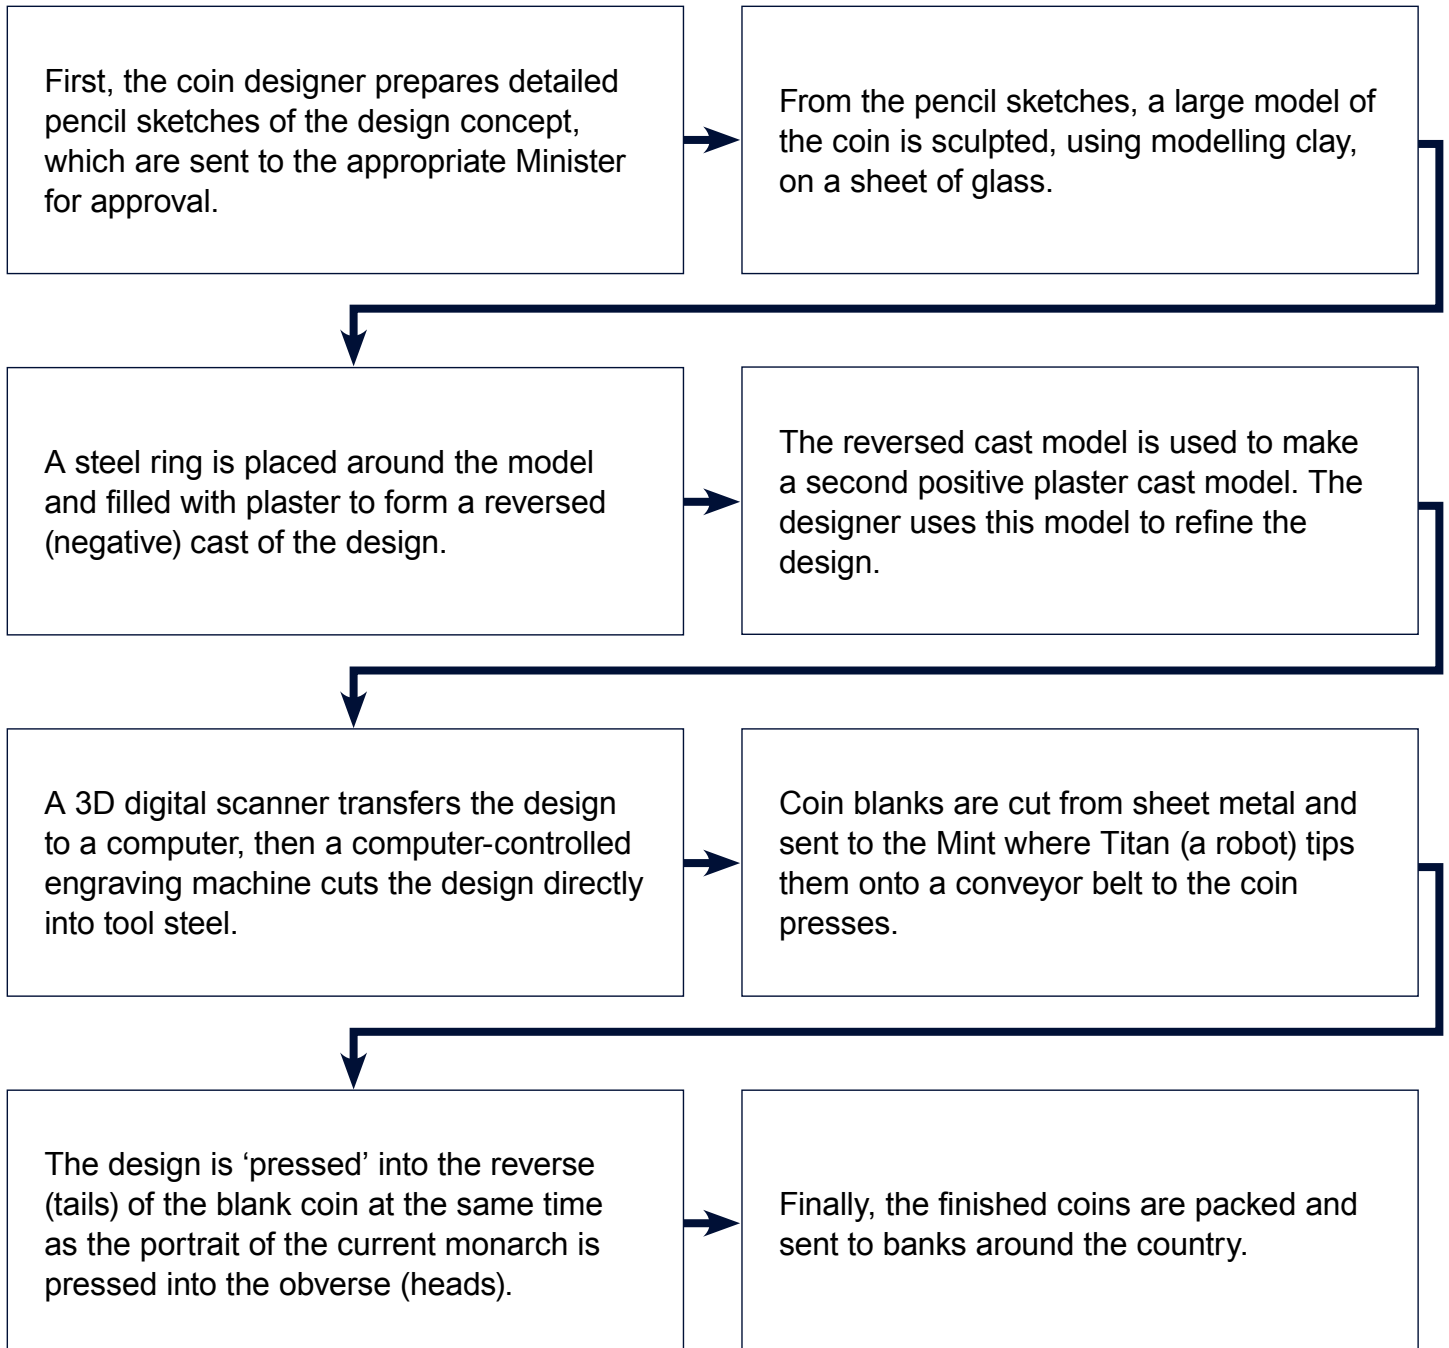 First, the coin designer prepares detailed
pencil sketches of the design concept,
which are sent to the appropriate Minister
for approval.
From the pencil sketches, a large model of
the coin is sculpted, using modelling clay,
on a sheet of glass.
A steel ring is placed around the model
and filled with plaster to form a reversed
(negative) cast of the design.
The reversed cast model is used to make
a second positive plaster cast model. The
designer uses this model to refine the
design.
A 3D digital scanner transfers the design
to a computer, then a computer-controlled
engraving machine cuts the design directly
into tool steel.
Coin blanks are cut from sheet metal and
sent to the Mint where Titan (a robot) tips
them onto a conveyor belt to the coin
presses.
The design is ‘pressed’ into the reverse
(tails) of the blank coin at the same time
as the portrait of the current monarch is
pressed into the obverse (heads).
Finally, the finished coins are packed and
sent to banks around the country.